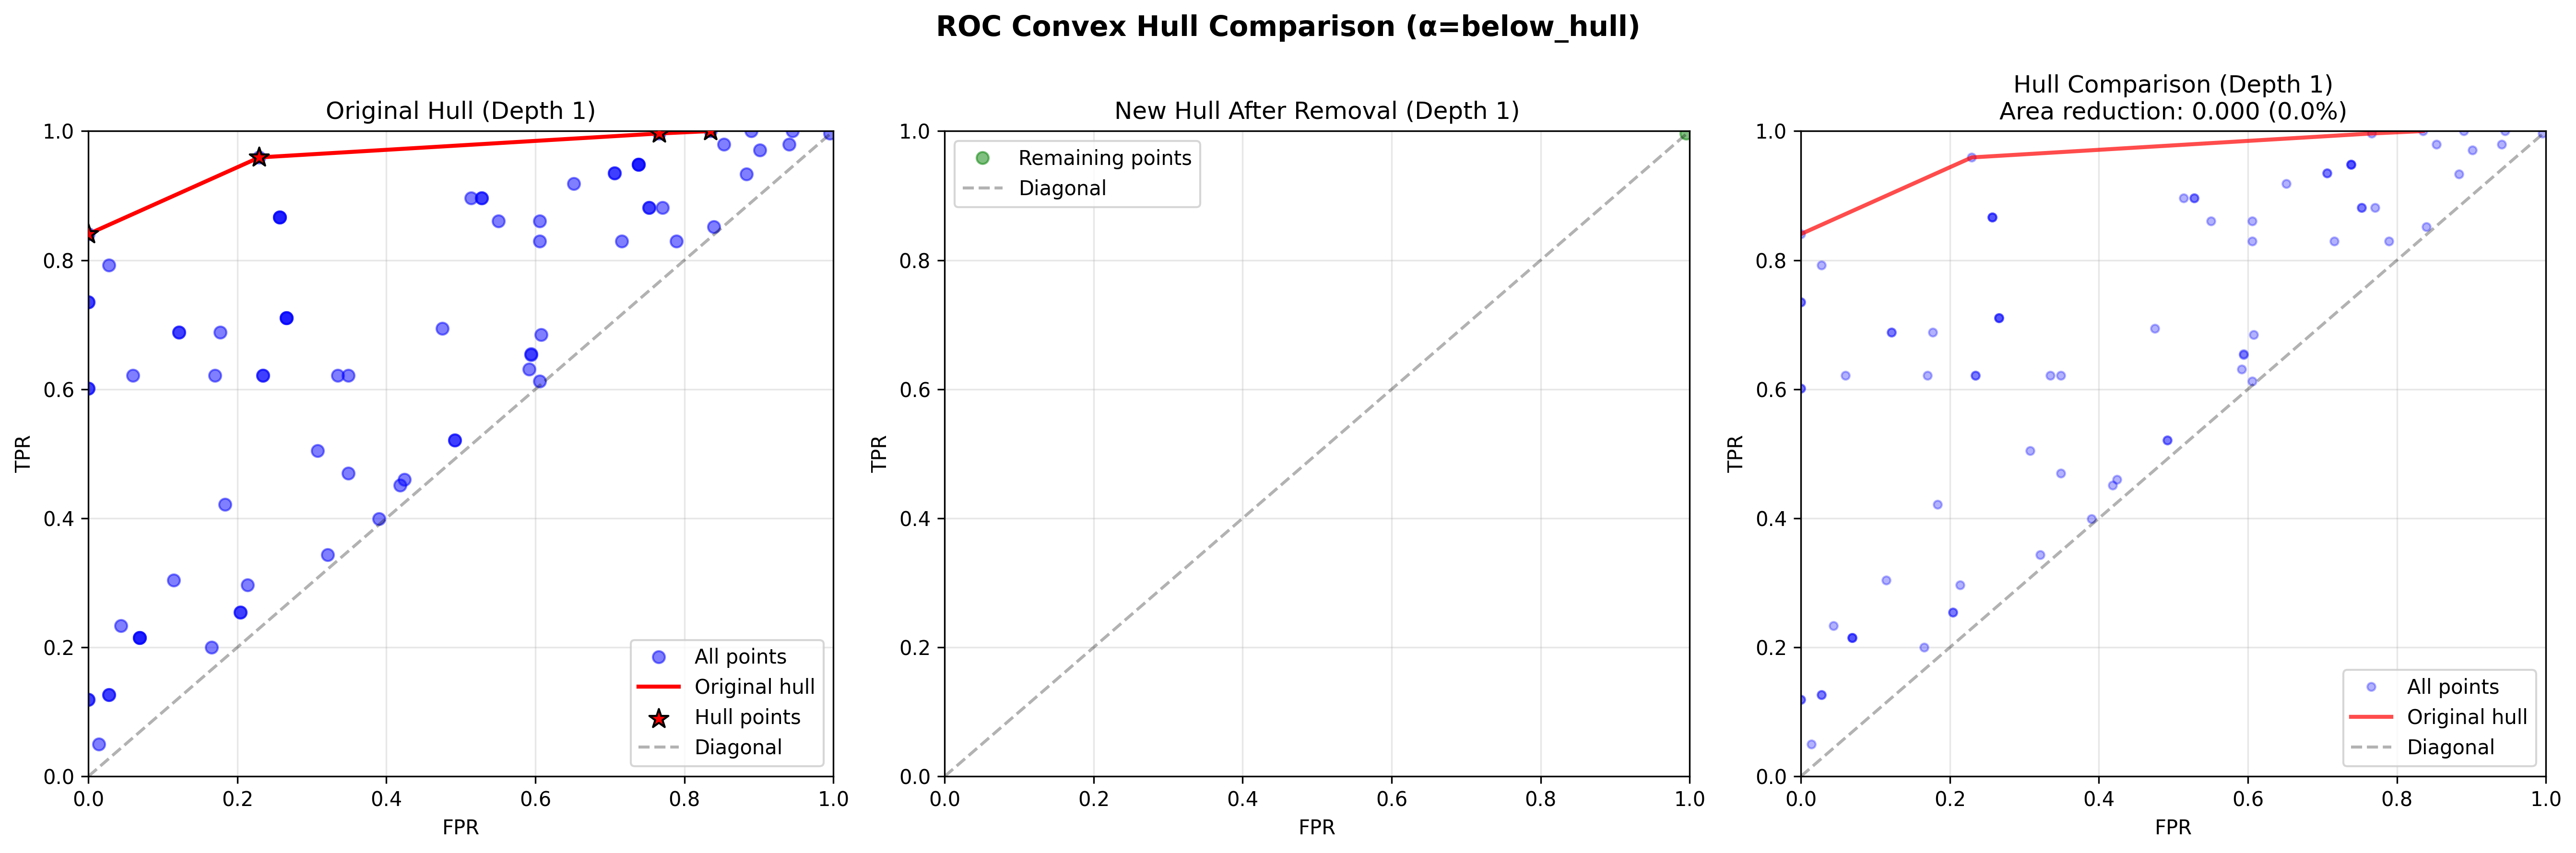 ROC Convex Hull Comparison (α=below_hull)
Original Hull (Depth 1)
1.0
0.8
0.6
0.4
0.2
0.0
TPR
0.0 0.2 0.4 0.6 0.8 1.0
FPR
All points
Original hull
Hull points
Diagonal
New Hull After Removal (Depth 1)
1.0
0.8
0.6
0.4
0.2
0.0
TPR
0.0 0.2 0.4 0.6 0.8 1.0
FPR
Remaining points
Diagonal
Hull Comparison (Depth 1)
Area reduction: 0.000 (0.0%)
1.0
0.8
0.6
0.4
0.2
0.0
TPR
0.0 0.2 0.4 0.6 0.8 1.0
FPR
All points
Original hull
Diagonal